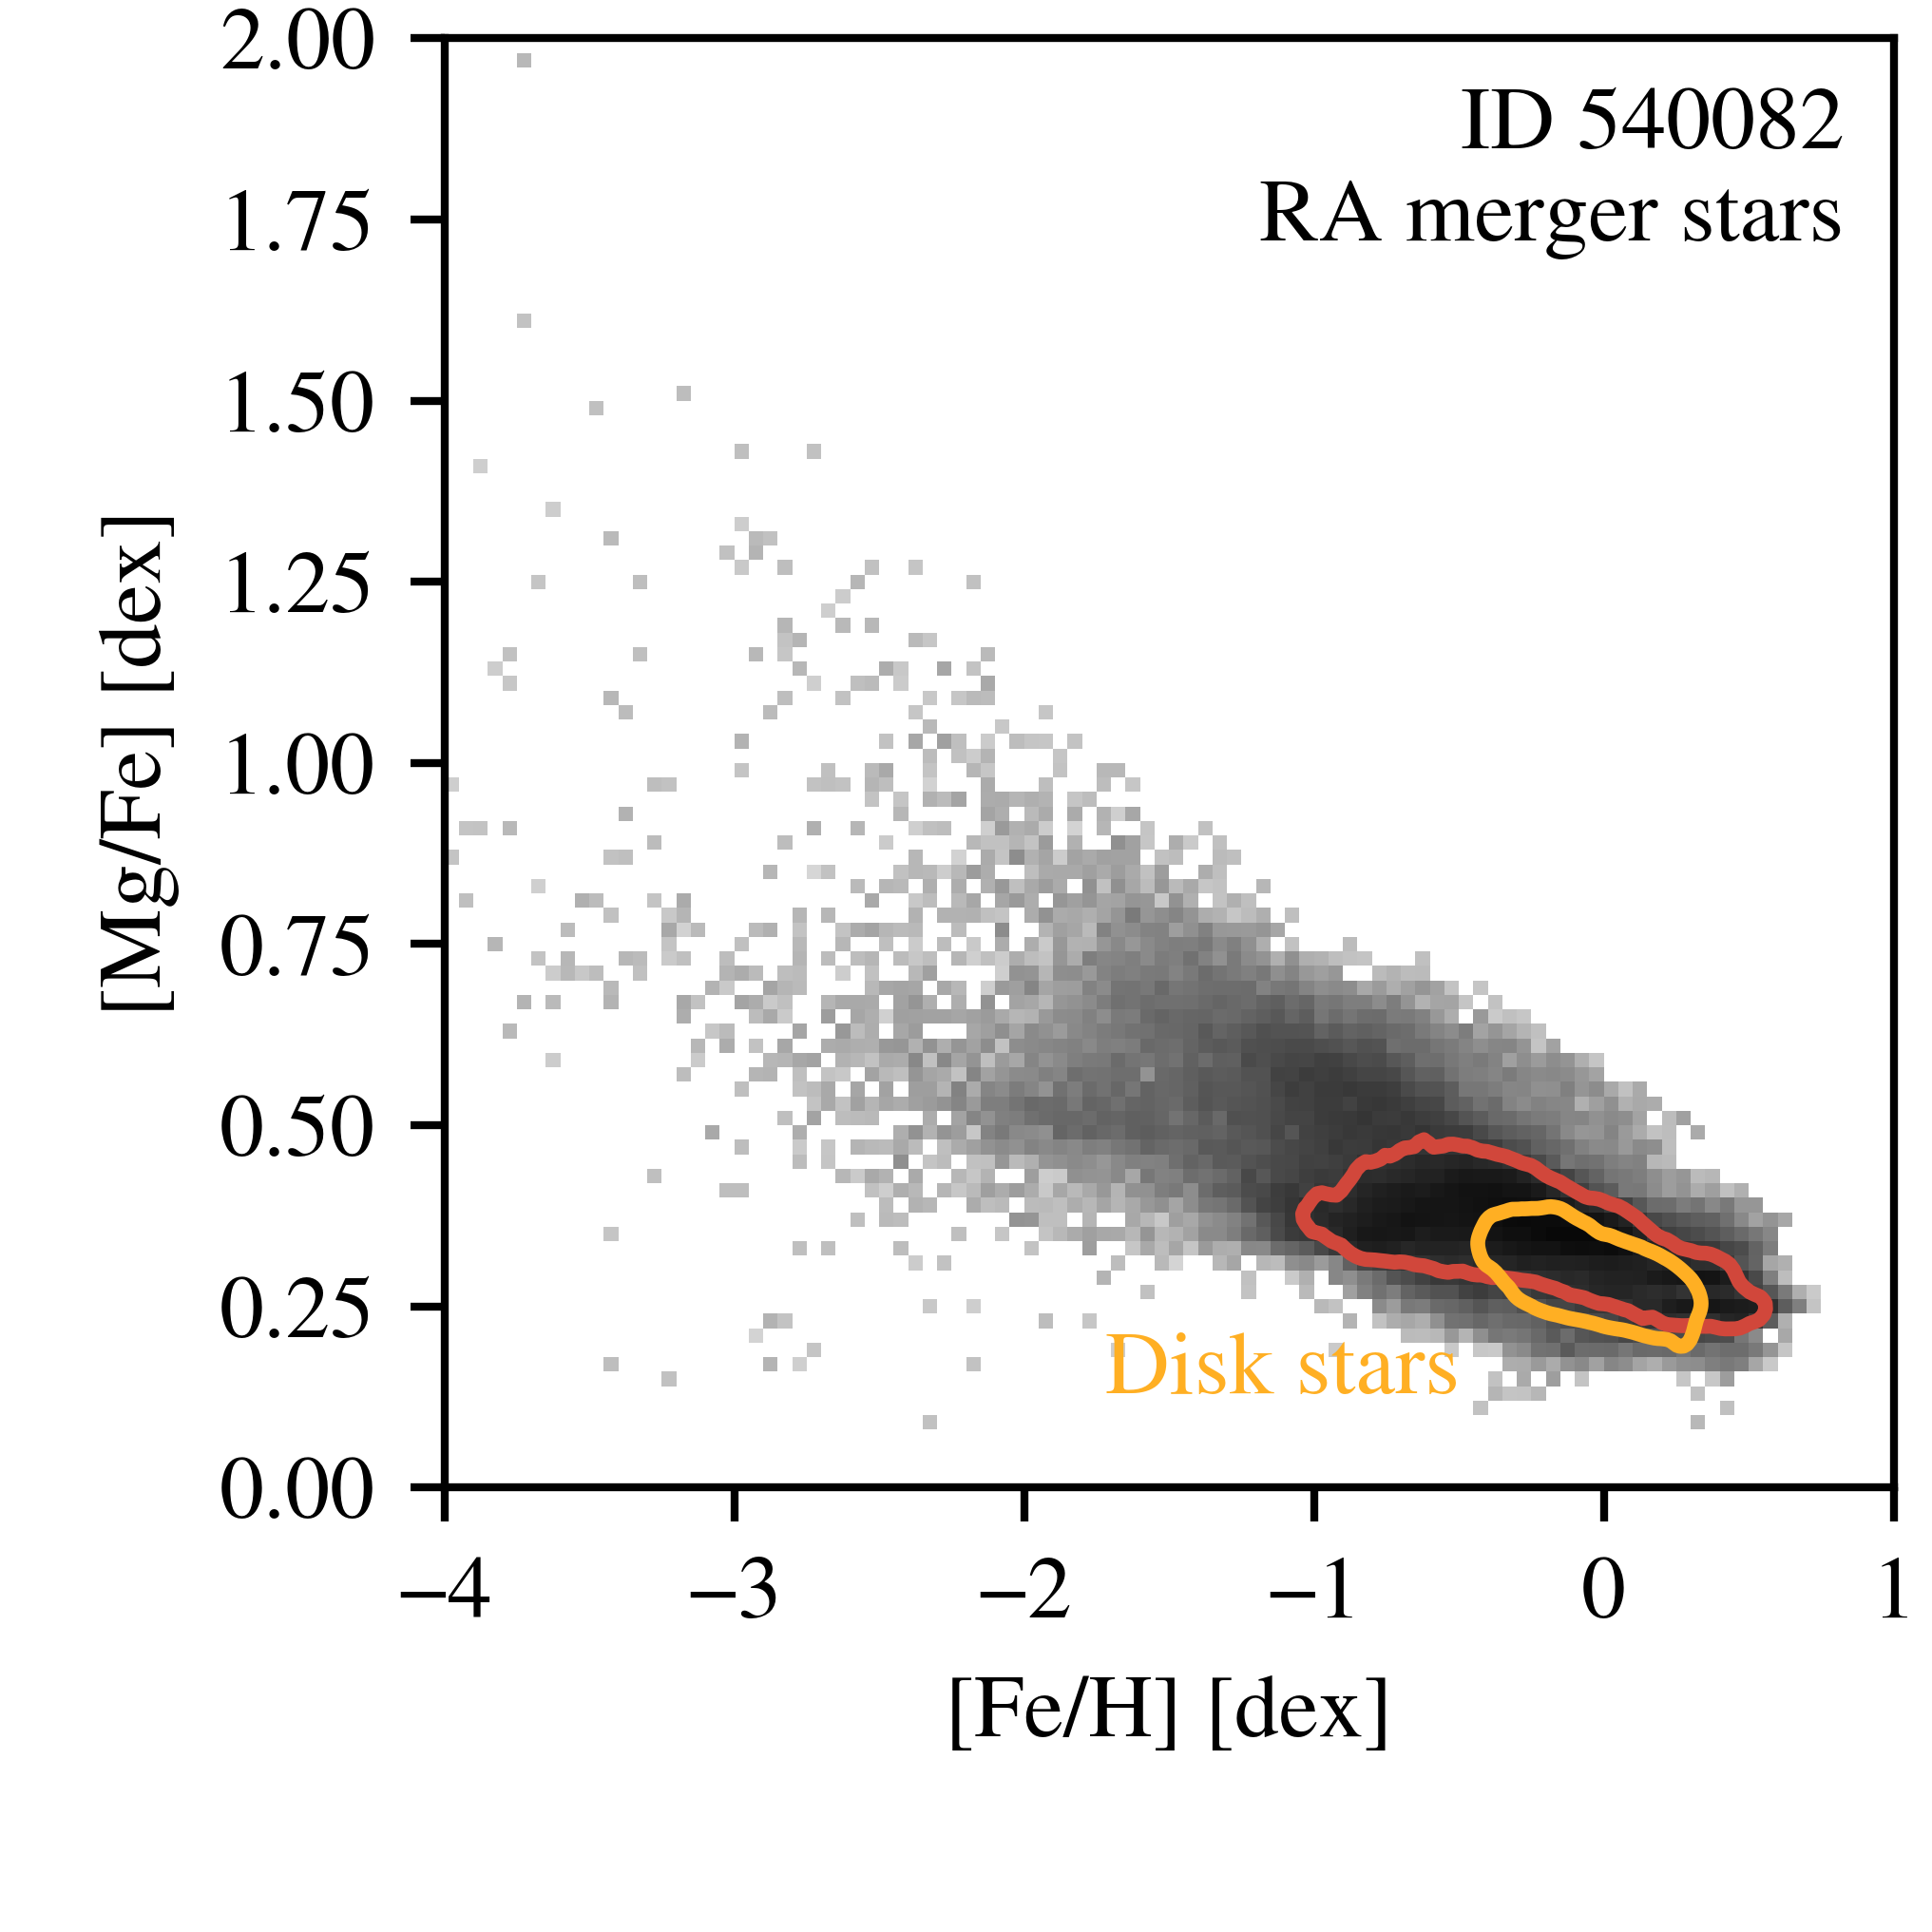 2.00
1.75
1.50
1.25
1.00
0.75
0.50
0.25
0.00
[Mg/Fe] [dex]
ID 540082
RA merger stars
Disk stars
−4 −3 −2 −1 0 1
[Fe/H] [dex]